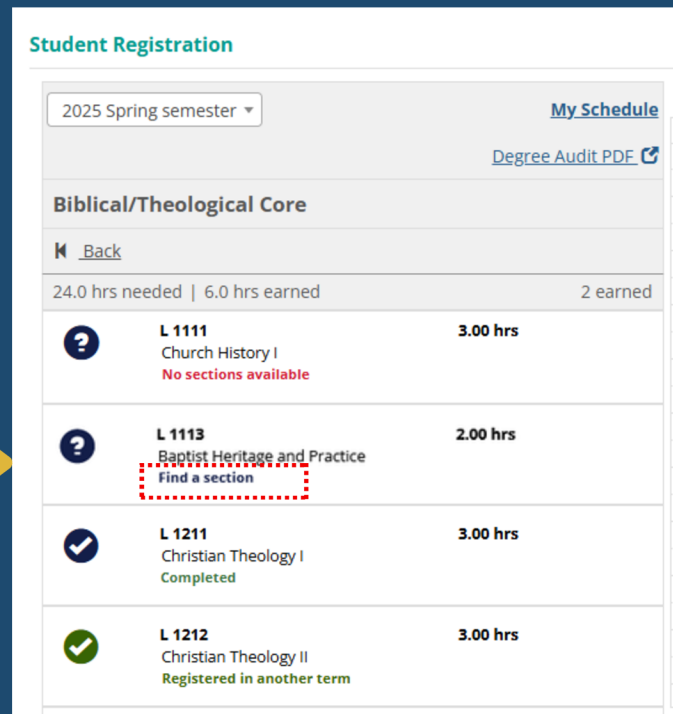 Student Registration
2025 Spring semester
My Schedule
Degree Audit PDF
Biblical/Theological Core
Back
24.0 hrs needed | 6.0 hrs earned 2 earned
L 1111 3.00 hrs
Church History I
No sections available
L 1113 2.00 hrs
Baptist Heritage and Practice
Find a section
L 1211 3.00 hrs
Christian Theology I
Completed
L 1212 3.00 hrs
Christian Theology II
Registered in another term